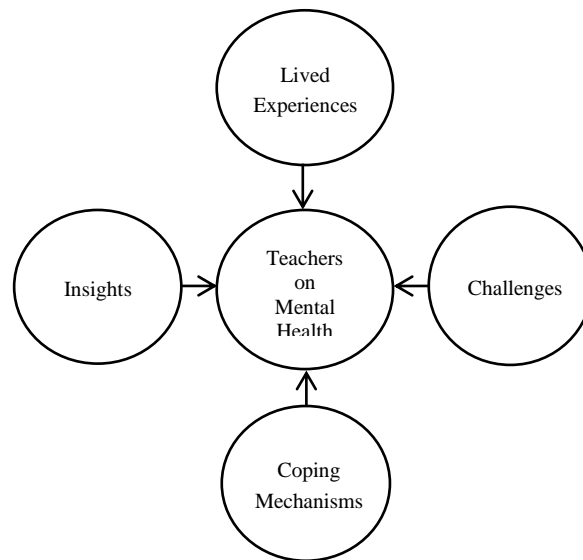 Lived
Experiences
Insights
Teachers
on
Mental
Health
Challenges
Coping
Mechanisms